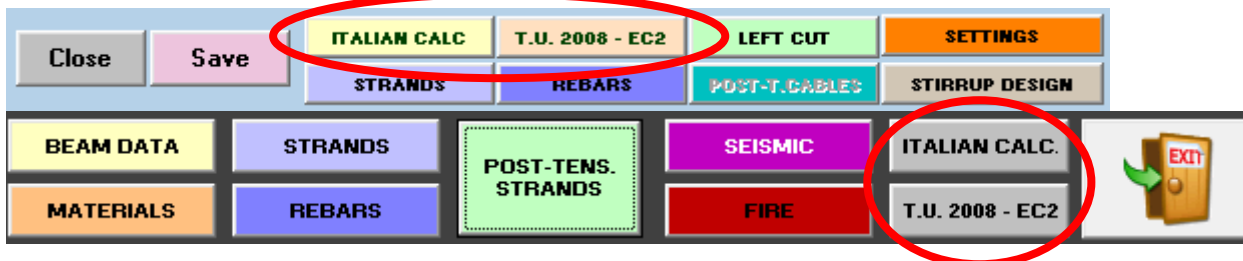 Close
Save
ITALIAN CALC
T.U. 2008 - EC2
LEFT CUT
SETTINGS
STRANDS
REBARS
POST-T.CABLES
STIRRUP DESIGN
BEAM DATA
STRANDS
POST-TENS.
STRANDS
SEISMIC
ITALIAN CALC.
EXIT
MATERIALS
REBARS
FIRE
T.U. 2008 - EC2